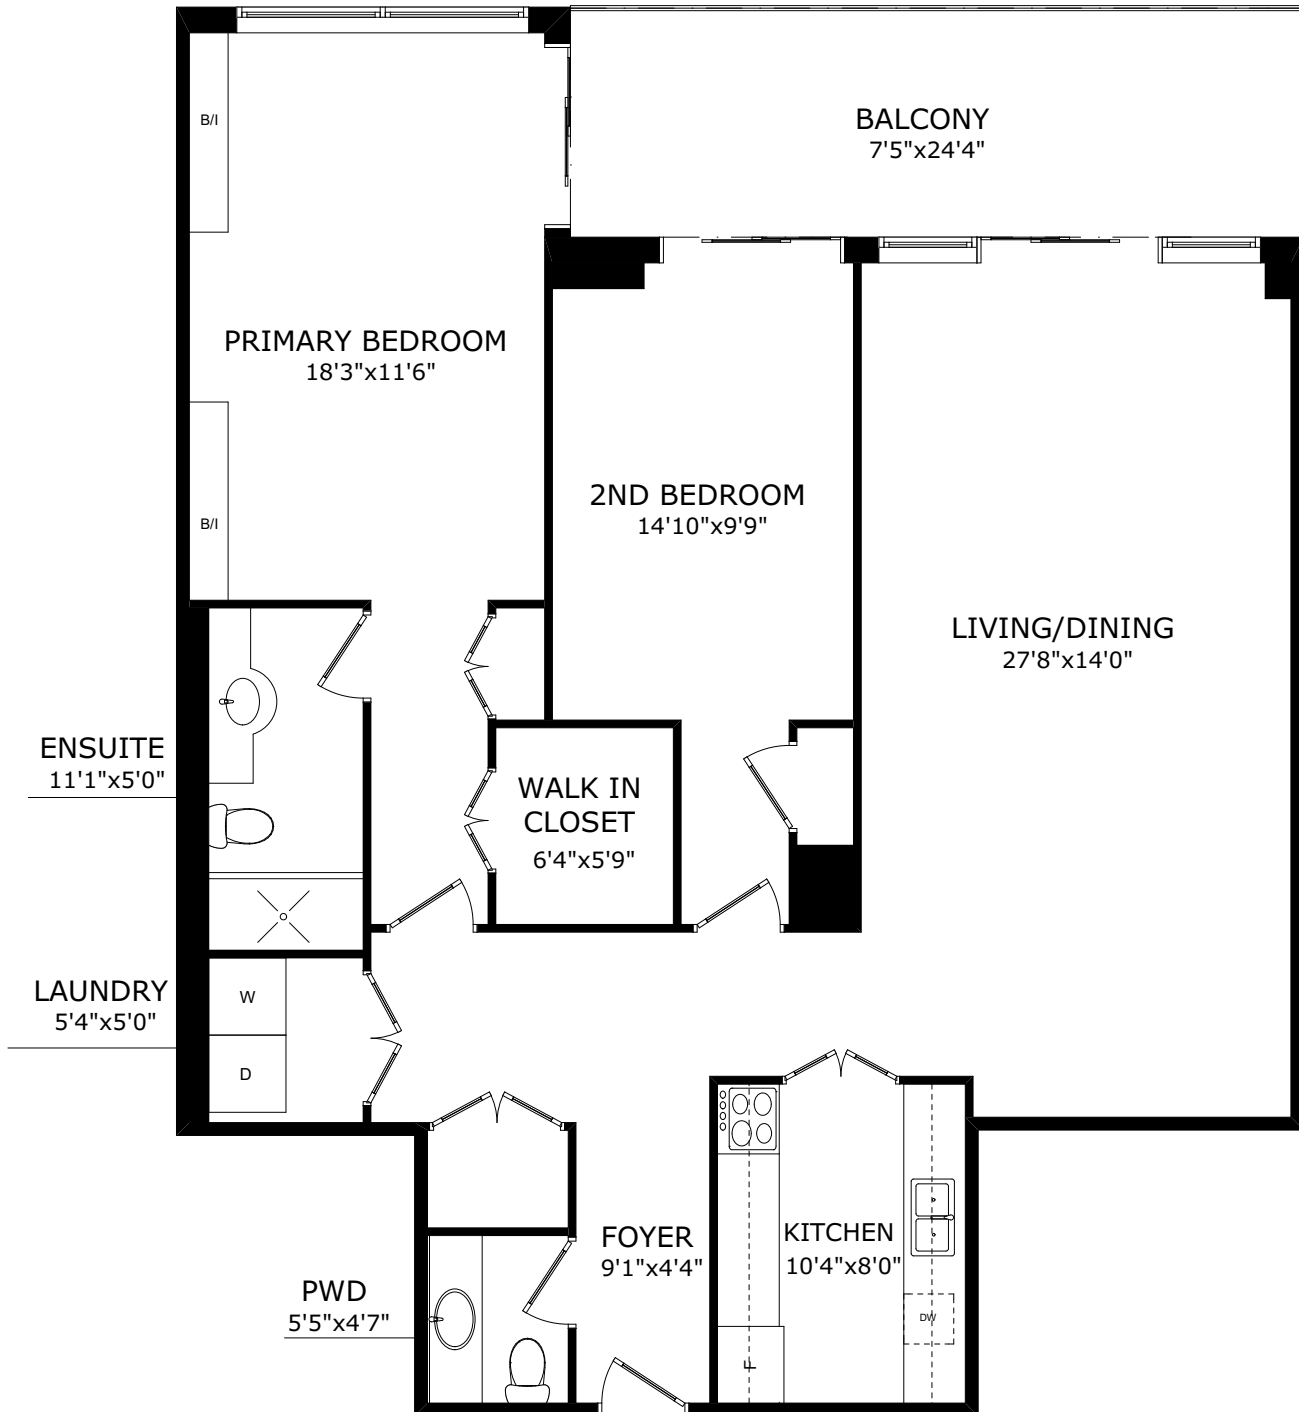 B/I
BALCONY
7'5"x24'4"
PRIMARY BEDROOM
18'3"x11'6"
B/I
2ND BEDROOM
14'10"x9'9"
LIVING/DINING
27'8"x14'0"
ENSUITE
11'1"x5'0"
WALK IN
CLOSET
6'4"x5'9"
LAUNDRY
5'4"x5'0"
W
D
FOYER
9'1"x4'4"
KITCHEN
10'4"x8'0"
PWD
5'5"x4'7"
DW
F